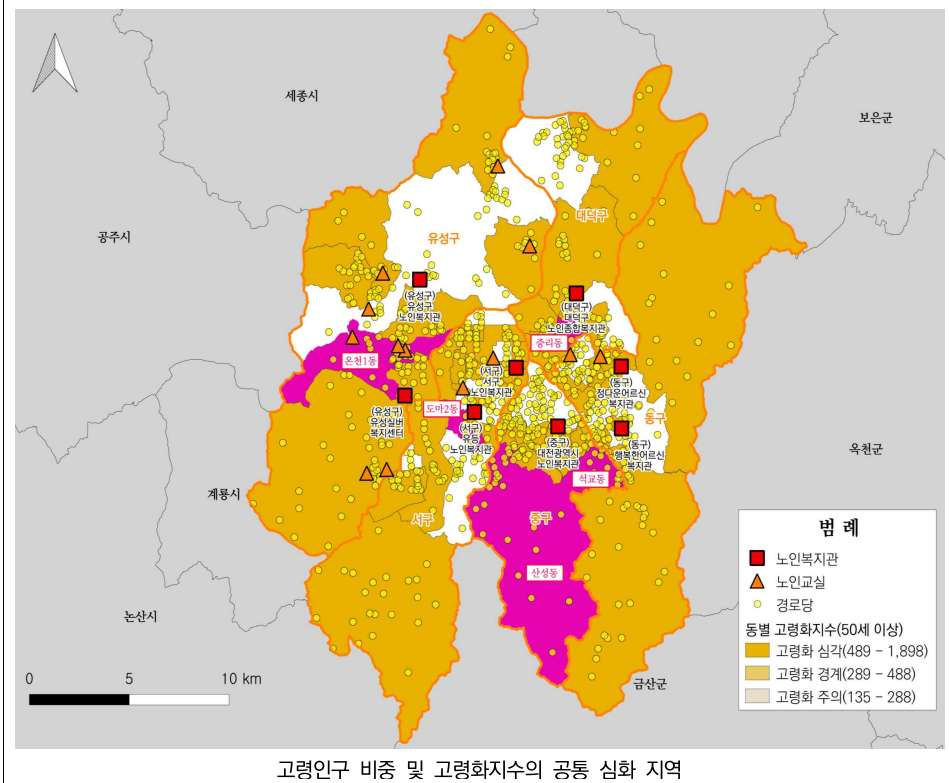 세종시
보은군
공주시
대덕구
유성구
(유성구)
유성구
노인복지관
(대덕구)
대덕구
노인종합복지관
중리동
온천1동
(서구)
서구
노인복지관
(동구)
정다운어르신
복지관
도마2동
동구
(유성구)
유성실버
복지센터
(서구)
유등
노인복지관
(중구)
대전광역시
노인복지관
(동구)
행복한어르신
복지관
옥천군
석교동
계룡시
서구
중구
산성동
논산시
금산군
0 5 10 km
범 례
노인복지관
노인교실
경로당
동별 고령화지수(50세 이상)
고령화 심각(489 - 1,898)
고령화 경계(289 - 488)
고령화 주의(135 - 288)
고령인구 비중 및 고령화지수의 공통 심화 지역